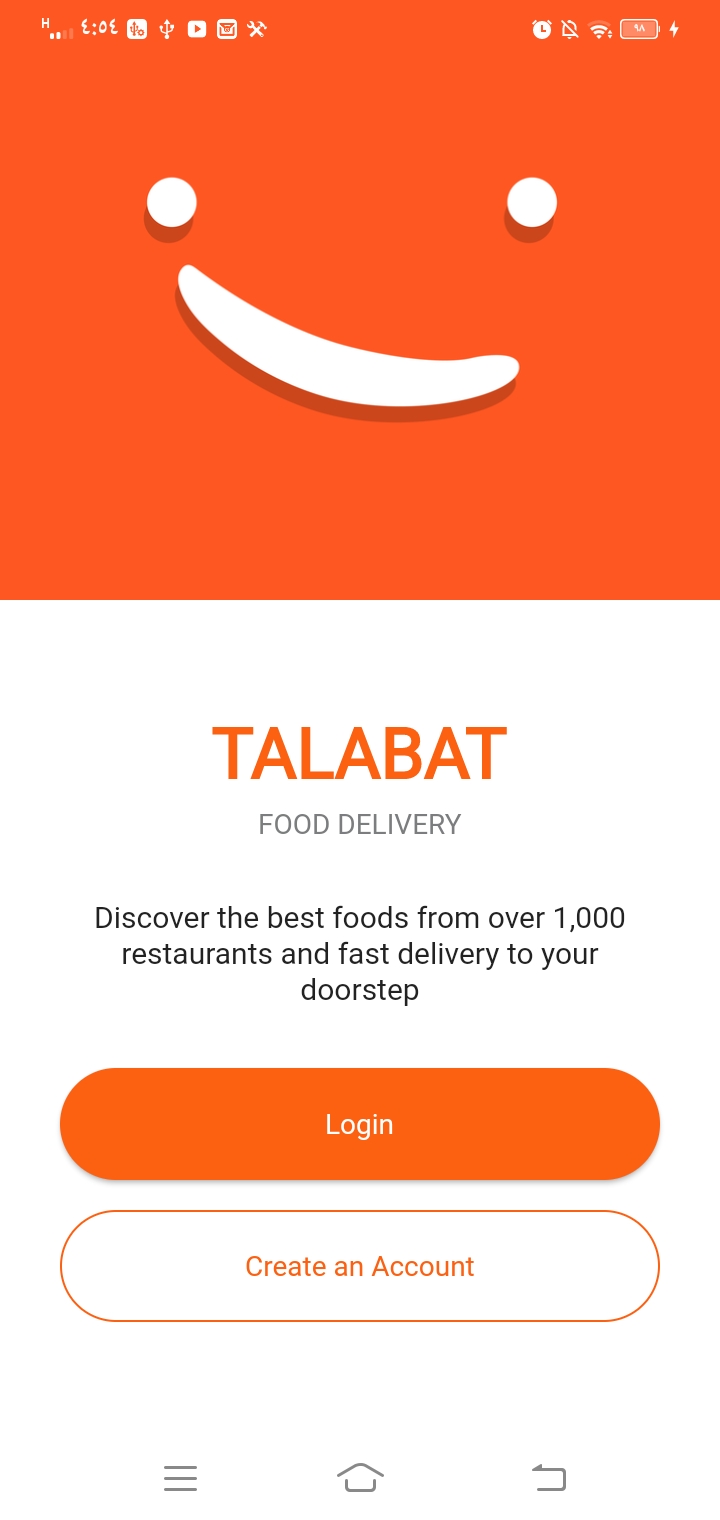 H ٤:٥٤ ٩٨
TALABAT
FOOD DELIVERY
Discover the best foods from over 1,000
restaurants and fast delivery to your
doorstep
Login
Create an Account